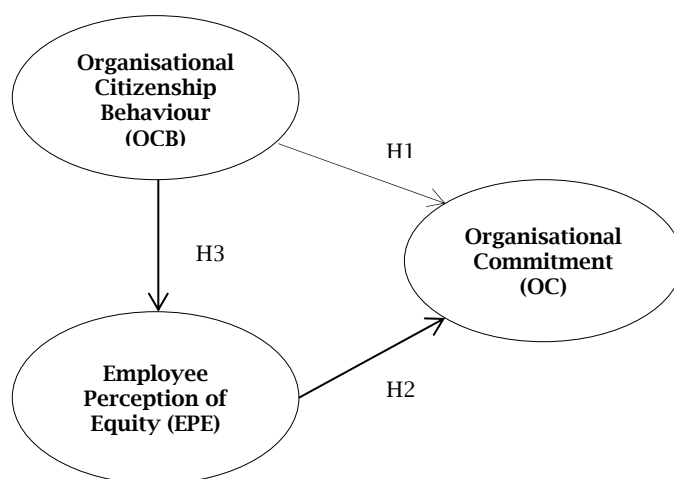 Organisational
Citizenship
Behaviour
(OCB)
H1
Organisational
Commitment
(OC)
H3
Employee
Perception of
Equity (EPE)
H2